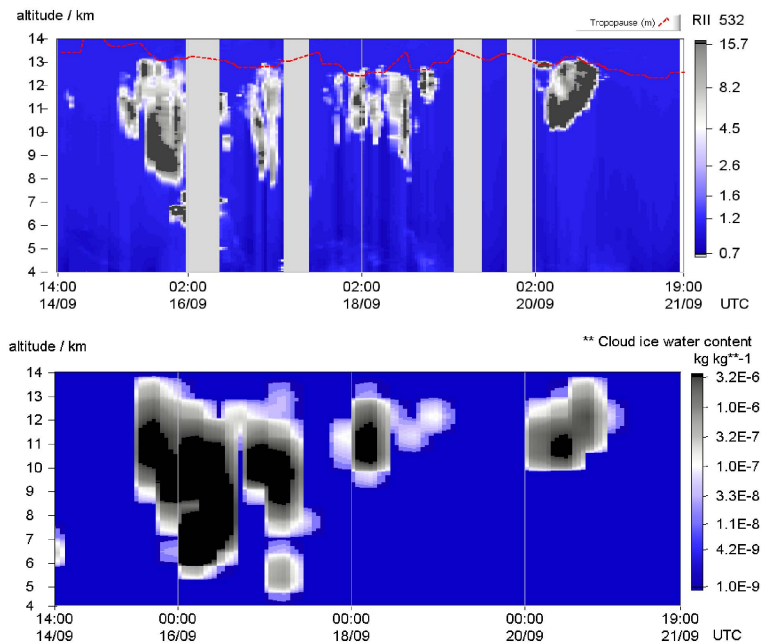 altitude / km
Tropopause (m)
RII 532
14
13
12
11
10
9
8
7
6
5
4
15.7
8.2
4.5
2.6
1.6
1.2
0.7
14:00 02:00 02:00 02:00 19:00
14/09 16/09 18/09 20/09 21/09 UTC
altitude / km
** Cloud ice water content
kg kg**-1
14
13
12
11
10
9
8
7
6
5
4
3.2E-6
1.0E-6
3.2E-7
1.0E-7
3.3E-8
1.1E-8
4.2E-9
1.0E-9
14:00 00:00 00:00 00:00 19:00
14/09 16/09 18/09 20/09 21/09 UTC